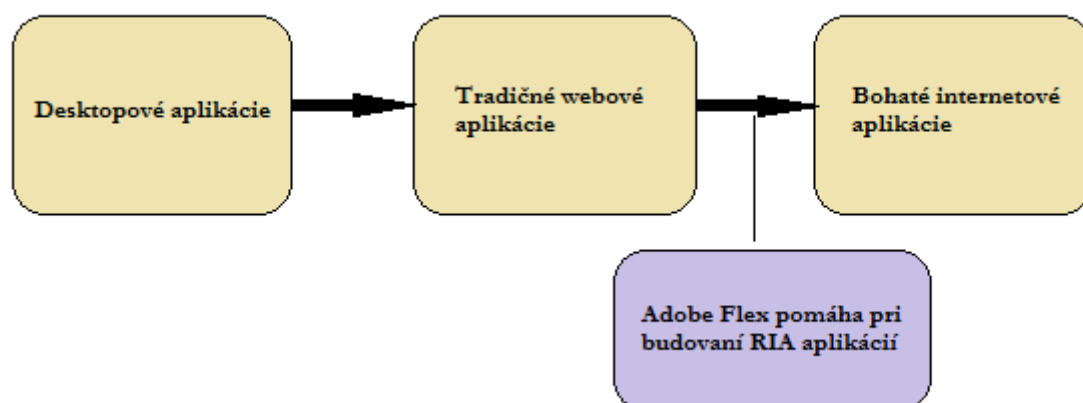 Desktopové aplikácie
Tradičné webové
aplikácie
Bohaté internetové
aplikácie
Adobe Flex pomáha pri
budovaní RIA aplikácií